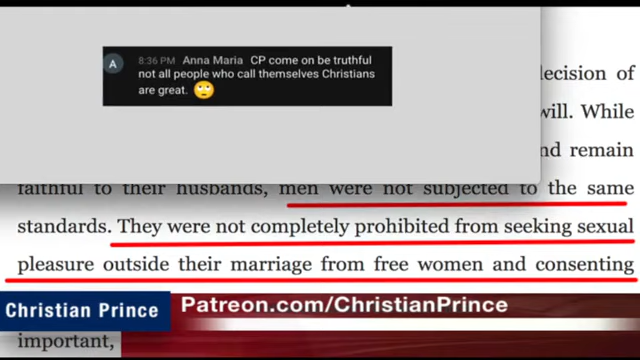 8:36 PM Anna Maria CP come on be truthful
not all people who call themselves Christians
are great. 🙄
A
decision of
will. While
and remain
faithful to their husbands, men were not subjected to the same
standards. They were not completely prohibited from seeking sexual
pleasure outside their marriage from free women and consenting
Christian Prince
Patreon.com/ChristianPrince
important,